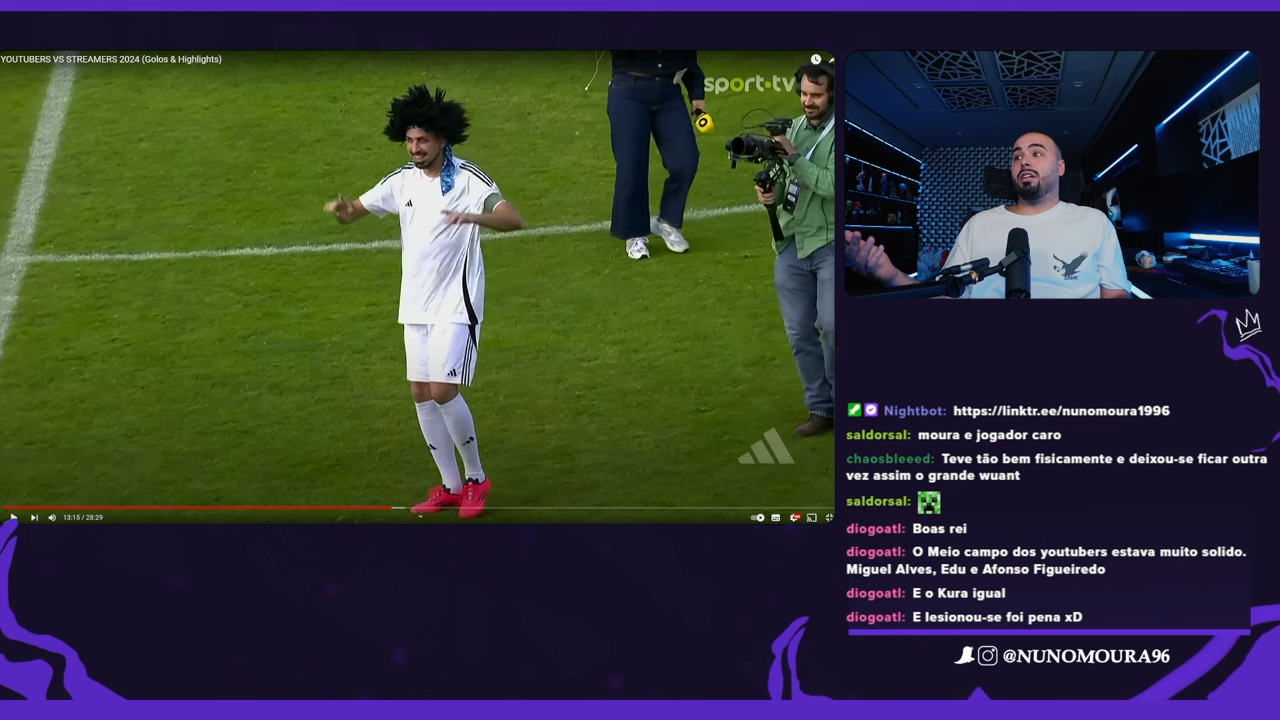 YOUTUBERS VS STREAMERS 2024 (Golos & Highlights)
sport·tv
13:15 / 28:29
Nightbot: https://linktr.ee/nunomoura1996
saldorsal: moura e jogador caro
chaosbleeed: Teve tão bem fisicamente e deixou-se ficar outra
vez assim o grande wuant
saldorsal:
diogoatl: Boas rei
diogoatl: O Meio campo dos youtubers estava muito solido.
Miguel Alves, Edu e Afonso Figueiredo
diogoatl: E o Kura igual
diogoatl: E lesionou-se foi pena xD
@NUNOMOURA96